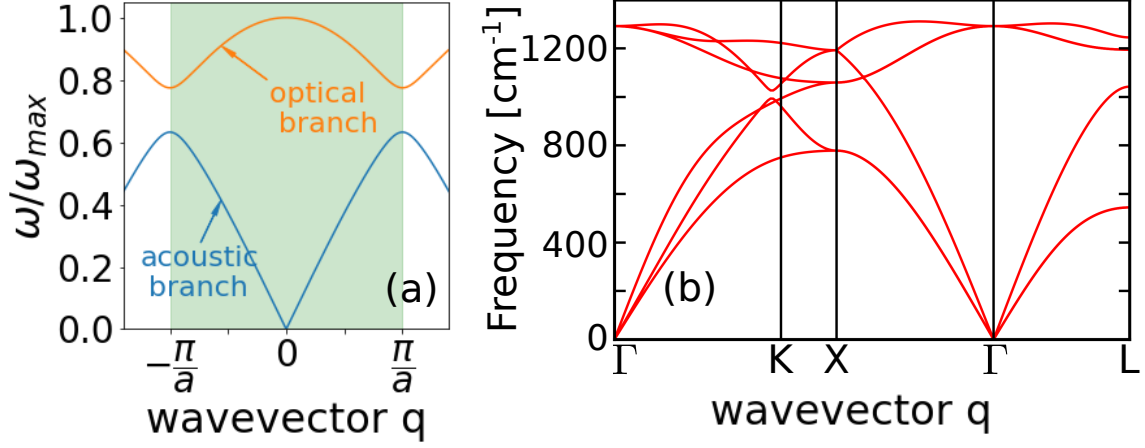 ω/ω_max
1.0
0.8
0.6
0.4
0.2
0.0
optical
branch
acoustic
branch
(a)
−π/a
0
π/a
wavevector q
Frequency [cm⁻¹]
1200
800
400
0
(b)
Γ
K
X
Γ
L
wavevector q